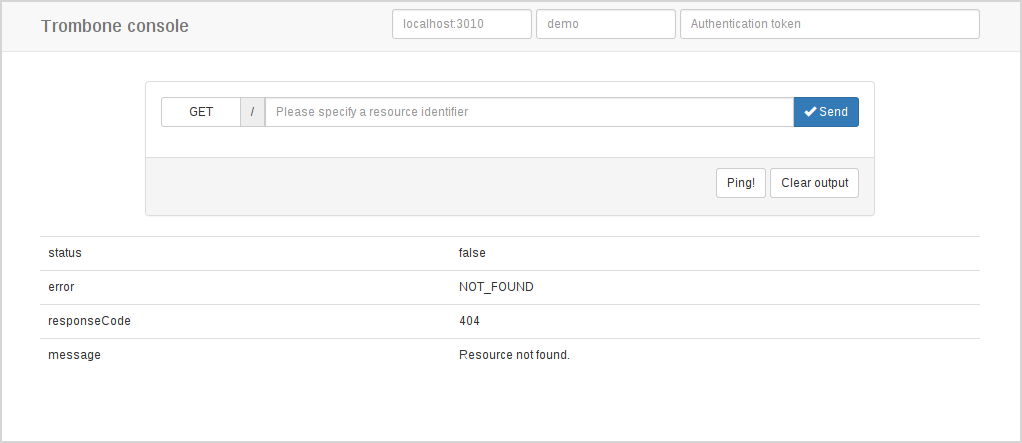 Trombone console localhost:3010 demo Authentication token
GET / Please specify a resource identifier Send
Ping! Clear output
status false
error NOT_FOUND
responseCode 404
message Resource not found.